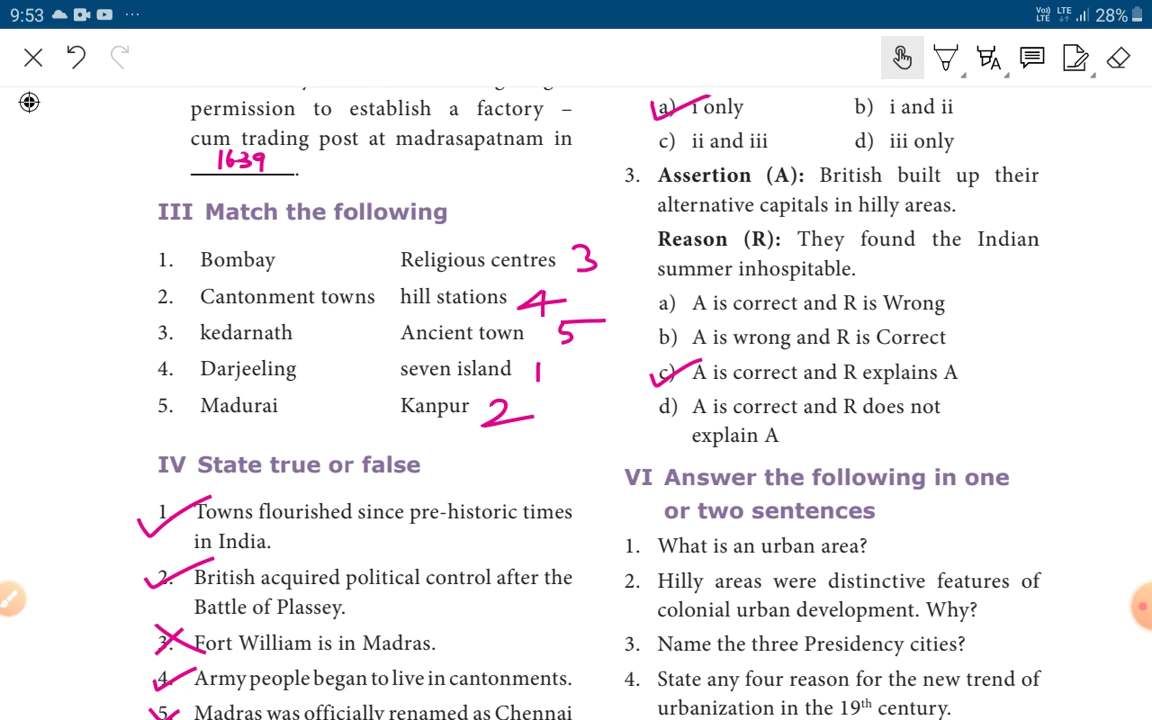 9:53 ... Vo) LTE LTE 28%
permission to establish a factory –
cum trading post at madrasapatnam in
1639
.
III Match the following
1. Bombay Religious centres 3
2. Cantonment towns hill stations 4
3. kedarnath Ancient town 5
4. Darjeeling seven island 1
5. Madurai Kanpur 2
IV State true or false
1. Towns flourished since pre-historic times
in India.
2. British acquired political control after the
Battle of Plassey.
3. Fort William is in Madras.
4. Army people began to live in cantonments.
5. Madras was officially renamed as Chennai
a) i only b) i and ii
c) ii and iii d) iii only
3. Assertion (A): British built up their
alternative capitals in hilly areas.
Reason (R): They found the Indian
summer inhospitable.
a) A is correct and R is Wrong
b) A is wrong and R is Correct
c) A is correct and R explains A
d) A is correct and R does not
explain A
VI Answer the following in one
or two sentences
1. What is an urban area?
2. Hilly areas were distinctive features of
colonial urban development. Why?
3. Name the three Presidency cities?
4. State any four reason for the new trend of
urbanization in the 19th century.